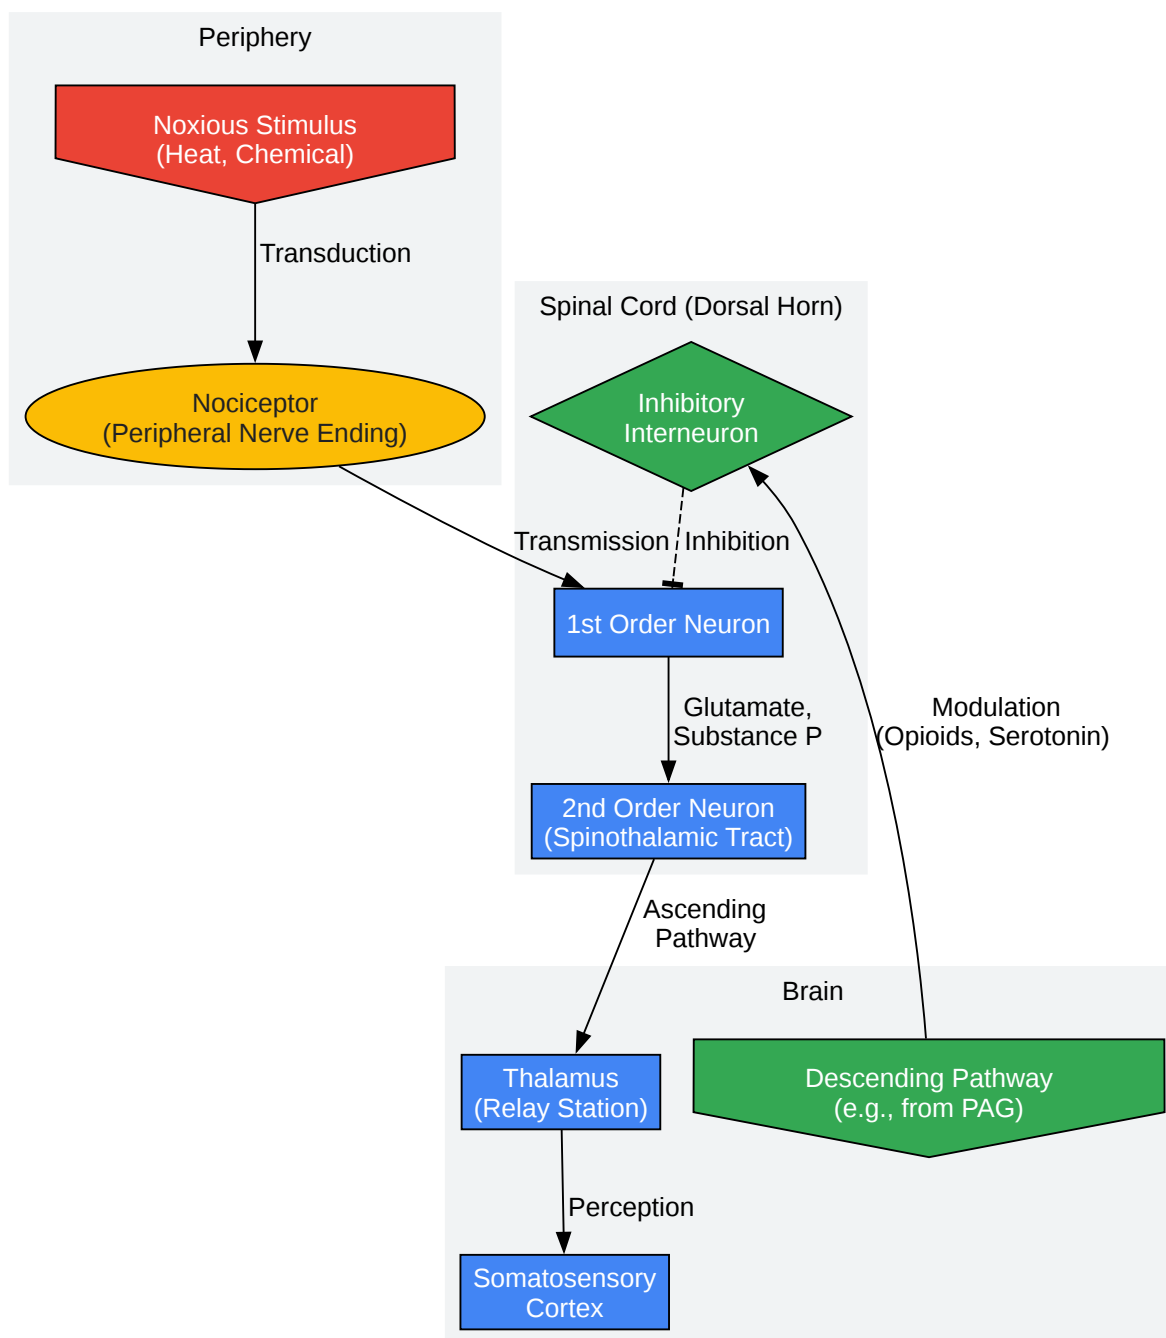 Periphery
Noxious Stimulus
(Heat, Chemical)
Transduction
Nociceptor
(Peripheral Nerve Ending)
Spinal Cord (Dorsal Horn)
Inhibitory
Interneuron
Transmission
Inhibition
1st Order Neuron
Glutamate,
Substance P
Modulation
(Opioids, Serotonin)
2nd Order Neuron
(Spinothalamic Tract)
Ascending
Pathway
Brain
Thalamus
(Relay Station)
Descending Pathway
(e.g., from PAG)
Perception
Somatosensory
Cortex